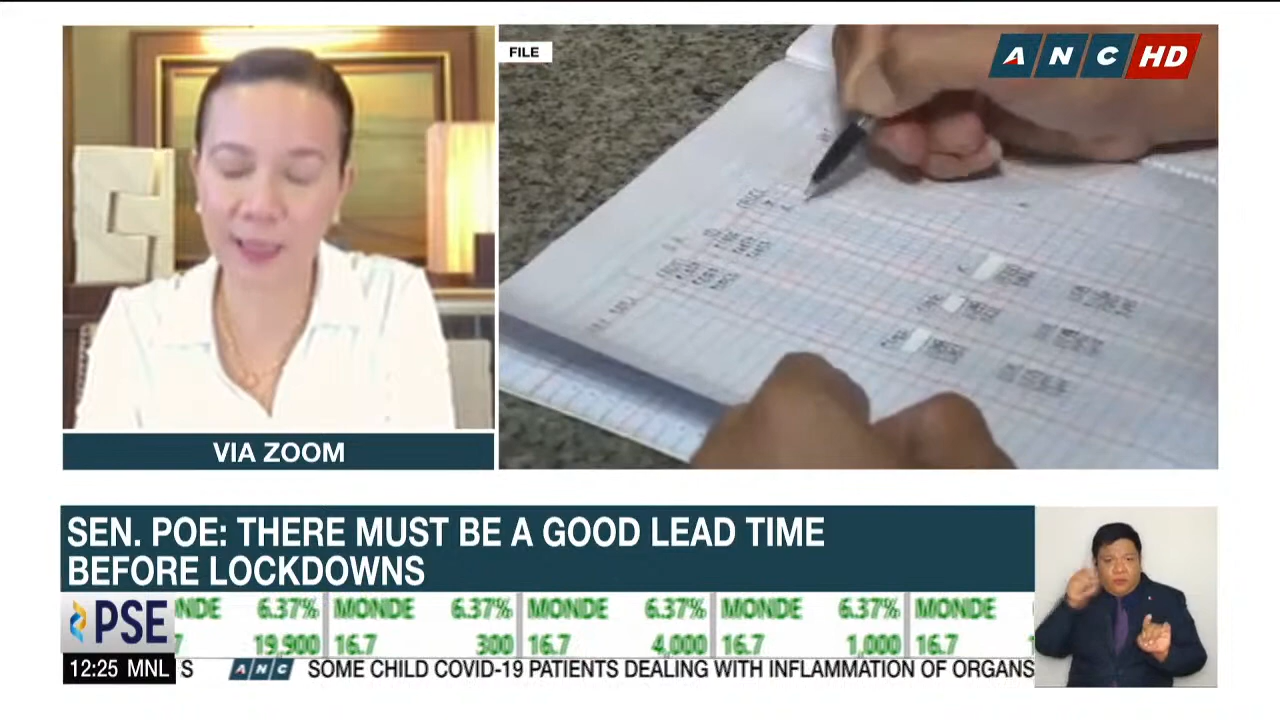 FILE
ANC HD
VIA ZOOM
SEN. POE: THERE MUST BE A GOOD LEAD TIME
BEFORE LOCKDOWNS
PSE
NDE 6.37% MONDE 6.37% MONDE 6.37% MONDE 6.37% MONDE
7 19,900 16.7 300 16.7 4,000 16.7 1,000 16.7
12:25 MNL S ANC SOME CHILD COVID-19 PATIENTS DEALING WITH INFLAMMATION OF ORGANS